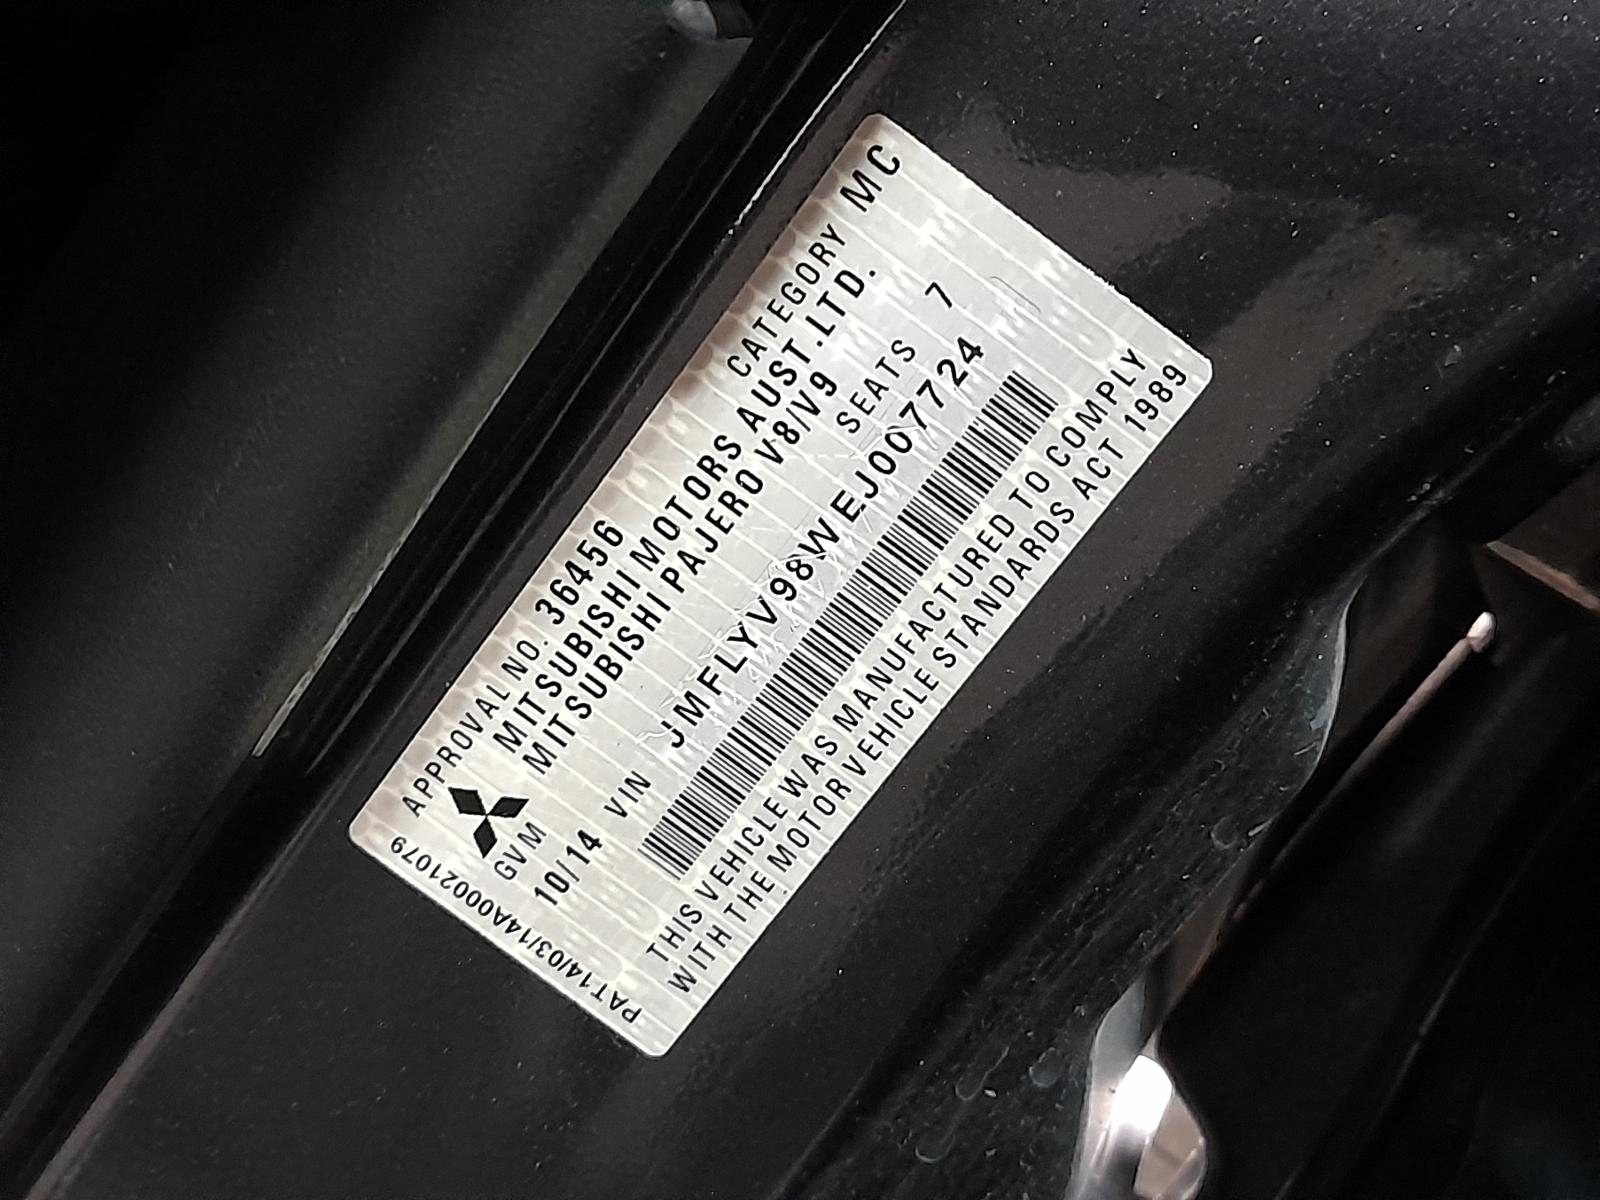 APPROVAL NO. 36456 CATEGORY MC
MITSUBISHI MOTORS AUST.LTD.
MITSUBISHI PAJERO V8/V9
GVM SEATS 7
10/14 VIN JMFLYV98WEJ007724
THIS VEHICLE WAS MANUFACTURED TO COMPLY
WITH THE MOTOR VEHICLE STANDARDS ACT 1989
PAT14/03/14A000021079